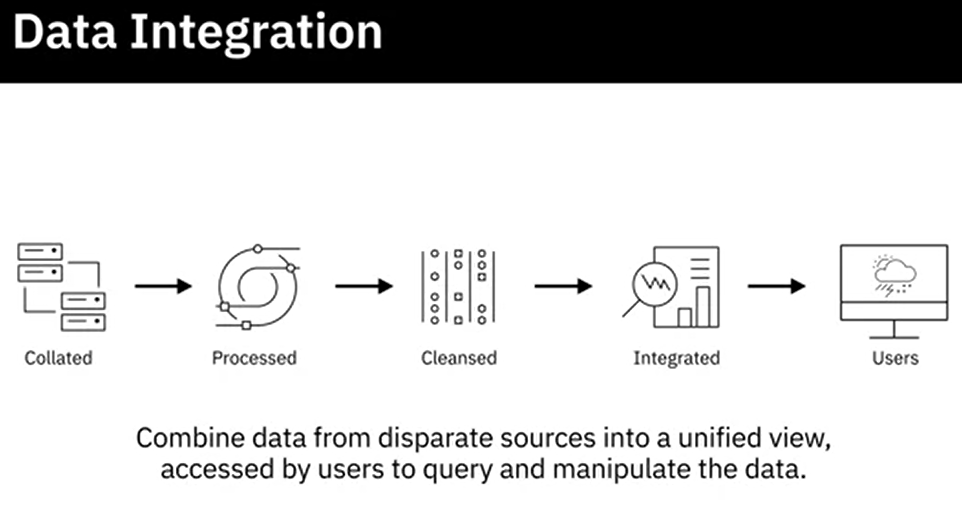 Data Integration
Collated
Processed
Cleansed
Integrated
Users
Combine data from disparate sources into a unified view,
accessed by users to query and manipulate the data.